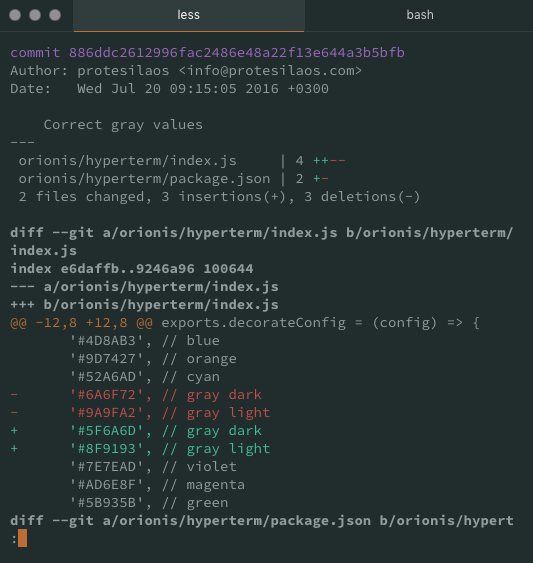 less
bash
commit 886ddc2612996fac2486e48a22f13e644a3b5bfb
Author: protesilaos <info@protesilaos.com>
Date:   Wed Jul 20 09:15:05 2016 +0300
    Correct gray values
---
 orionis/hyperterm/index.js     | 4 ++--
 orionis/hyperterm/package.json | 2 +-
 2 files changed, 3 insertions(+), 3 deletions(-)
diff --git a/orionis/hyperterm/index.js b/orionis/hyperterm/
index.js
index e6daffb..9246a96 100644
--- a/orionis/hyperterm/index.js
+++ b/orionis/hyperterm/index.js
@@ -12,8 +12,8 @@ exports.decorateConfig = (config) => {
       '#4D8AB3', // blue
       '#9D7427', // orange
       '#52A6AD', // cyan
-      '#6A6F72', // gray dark
-      '#9A9FA2', // gray light
+      '#5F6A6D', // gray dark
+      '#8F9193', // gray light
       '#7E7EAD', // violet
       '#AD6E8F', // magenta
       '#5B935B', // green
diff --git a/orionis/hyperterm/package.json b/orionis/hypert
: